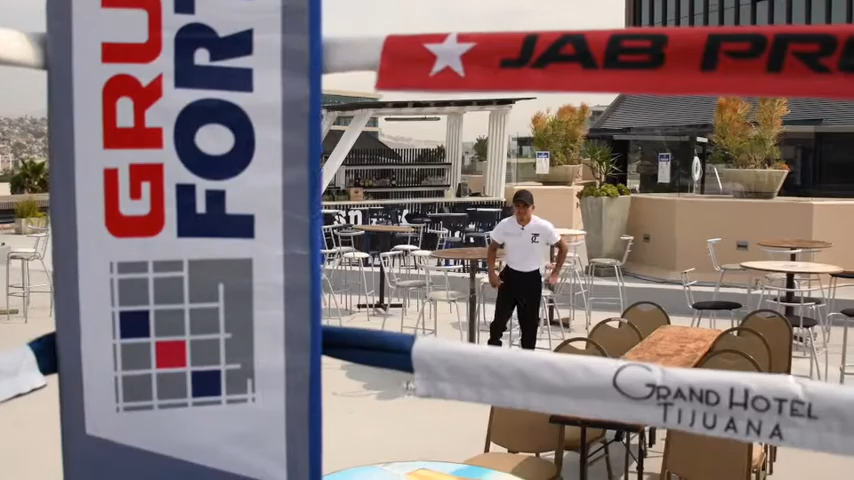 GRU
FOR
JAB PR
GRAND HOTEL
TIJUANA